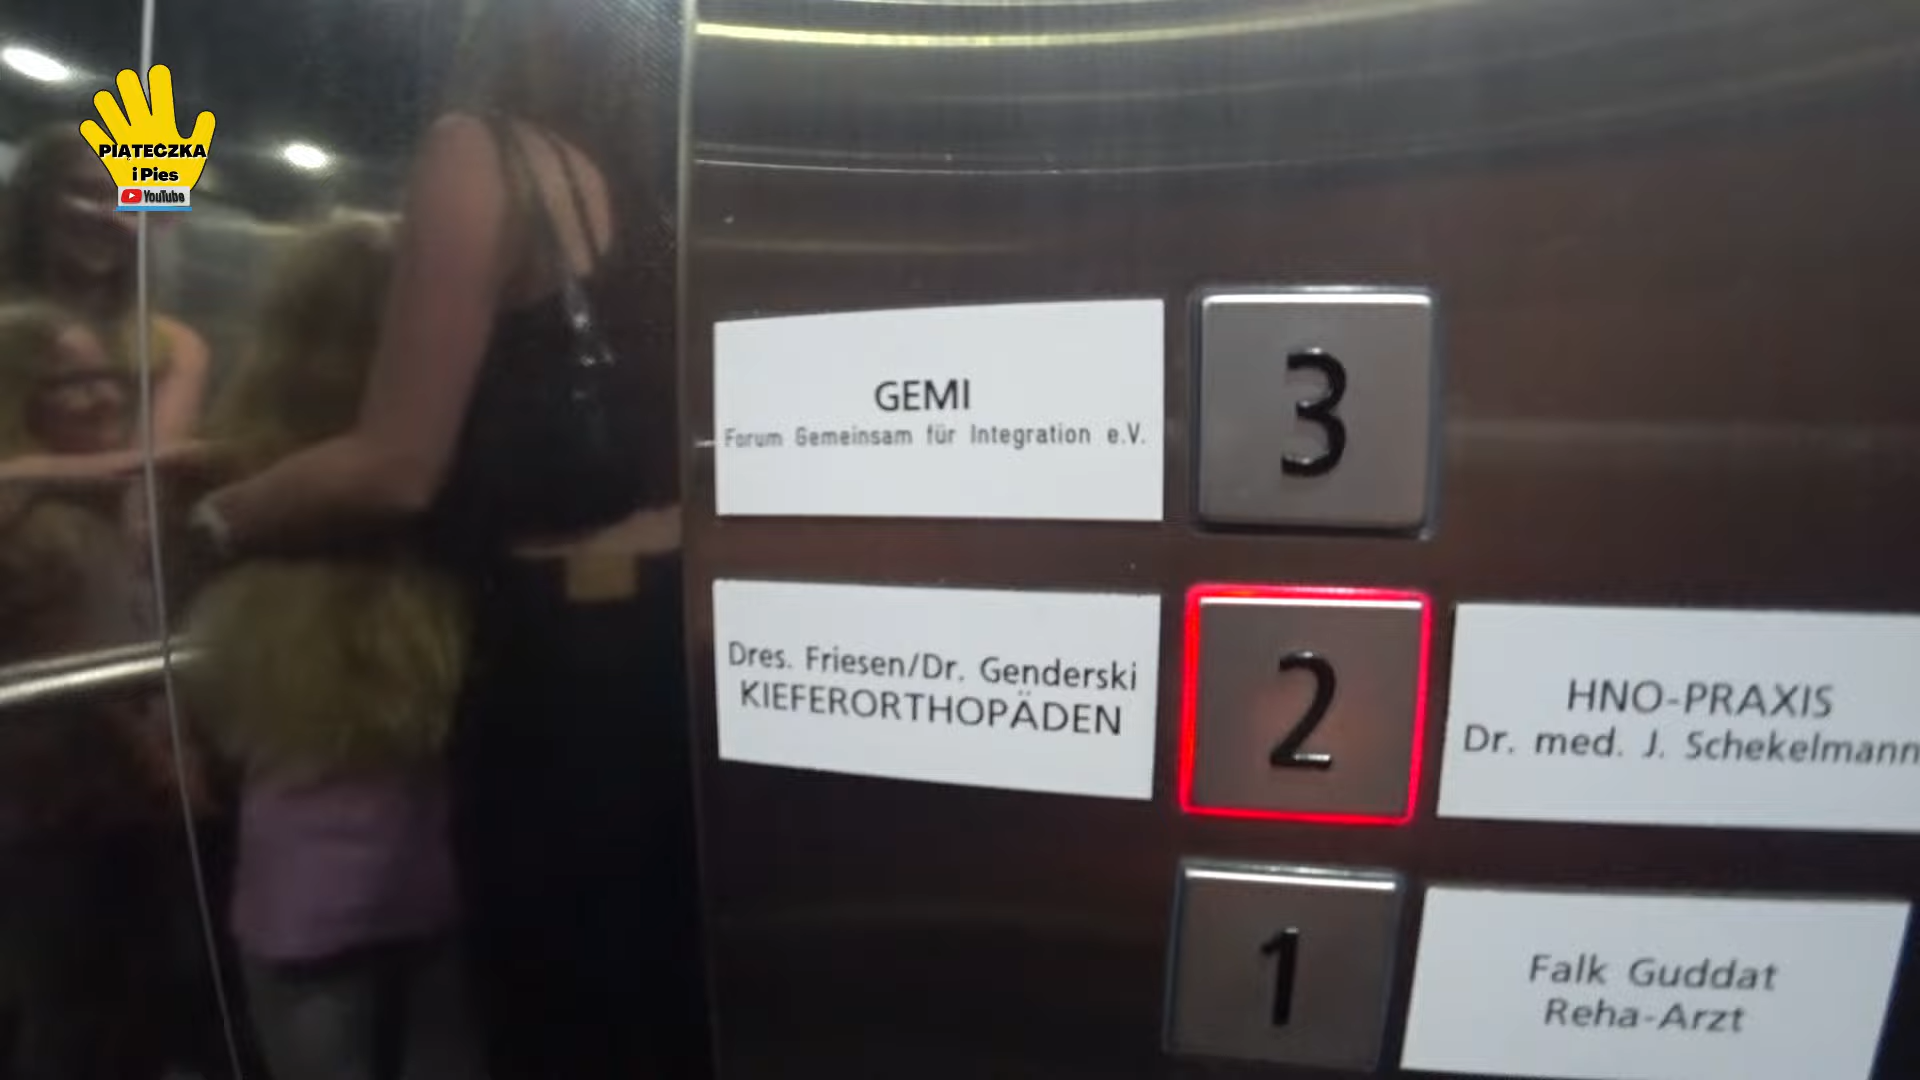 PIĄTECZKA
i Pies
YouTube
GEMI
Forum Gemeinsam für Integration e.V.
3
Dres. Friesen/Dr. Genderski
KIEFERORTHOPÄDEN
2
HNO-PRAXIS
Dr. med. J. Schekelmann
1
Falk Guddat
Reha-Arzt